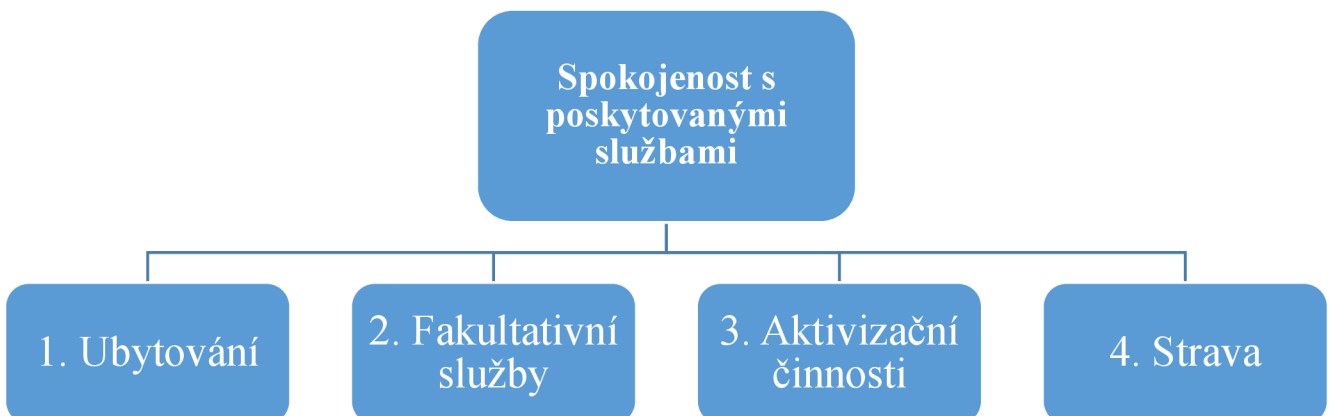 Spokojenost s
poskytovanými
službami
1. Ubytování
2. Fakultativní
služby
3. Aktivizační
činnosti
4. Strava